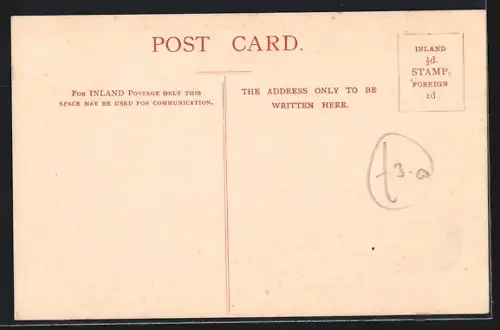 POST CARD.
For INLAND Postage only this
space may be used for communication.
THE ADDRESS ONLY TO BE
WRITTEN HERE.
INLAND
½d.
STAMP.
FOREIGN
1d.